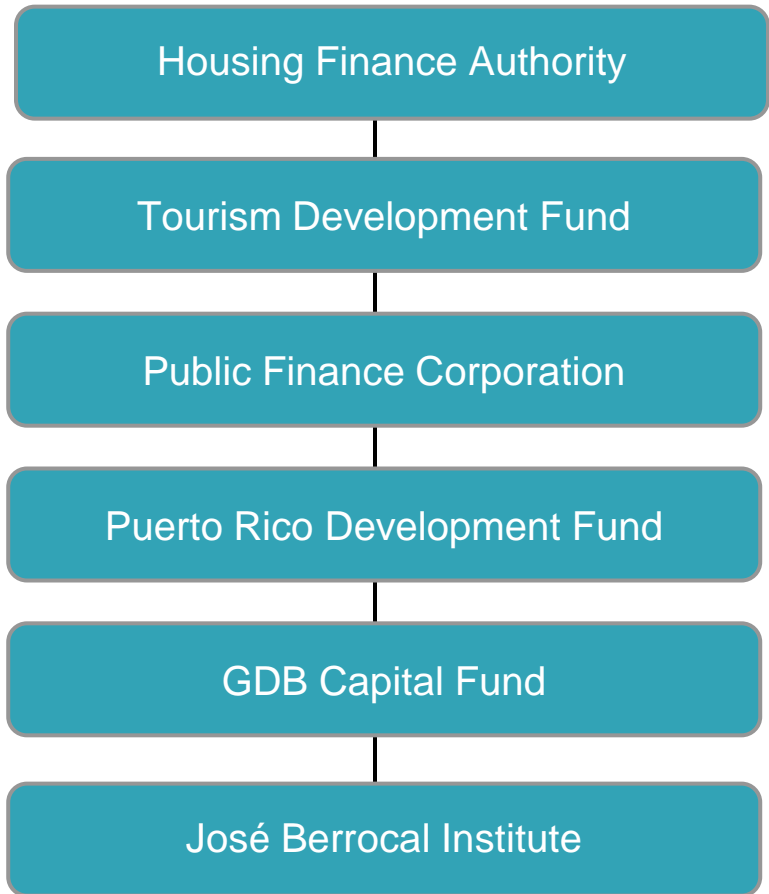 Housing Finance Authority
Tourism Development Fund
Public Finance Corporation
Puerto Rico Development Fund
GDB Capital Fund
José Berrocal Institute